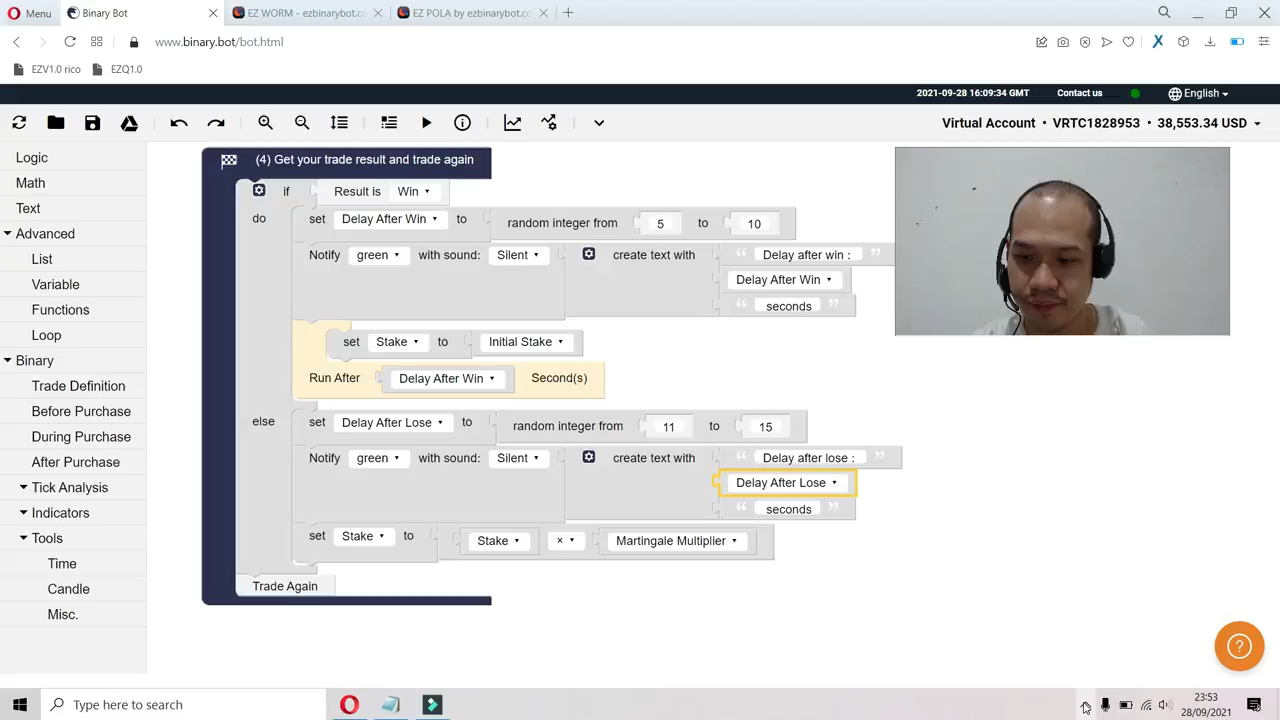 Menu
Binary Bot
EZ WORM - ezbinarybot.co
EZ POLA by ezbinarybot.co
www.binary.bot/bot.html
EZV1.0 rico
EZQ1.0
2021-09-28 16:09:34 GMT
Contact us
English
Virtual Account • VRTC1828953 • 38,553.34 USD
Logic
Math
Text
Advanced
List
Variable
Functions
Loop
Binary
Trade Definition
Before Purchase
During Purchase
After Purchase
Tick Analysis
Indicators
Tools
Time
Candle
Misc.
(4) Get your trade result and trade again
if Result is Win
do set Delay After Win to random integer from 5 to 10
Notify green with sound: Silent create text with “ Delay after win : ”
Delay After Win
“ seconds ”
set Stake to Initial Stake
Run After Delay After Win Second(s)
else set Delay After Lose to random integer from 11 to 15
Notify green with sound: Silent create text with “ Delay after lose : ”
Delay After Lose
“ seconds ”
set Stake to Stake × Martingale Multiplier
Trade Again
?
Type here to search
23:53
28/09/2021